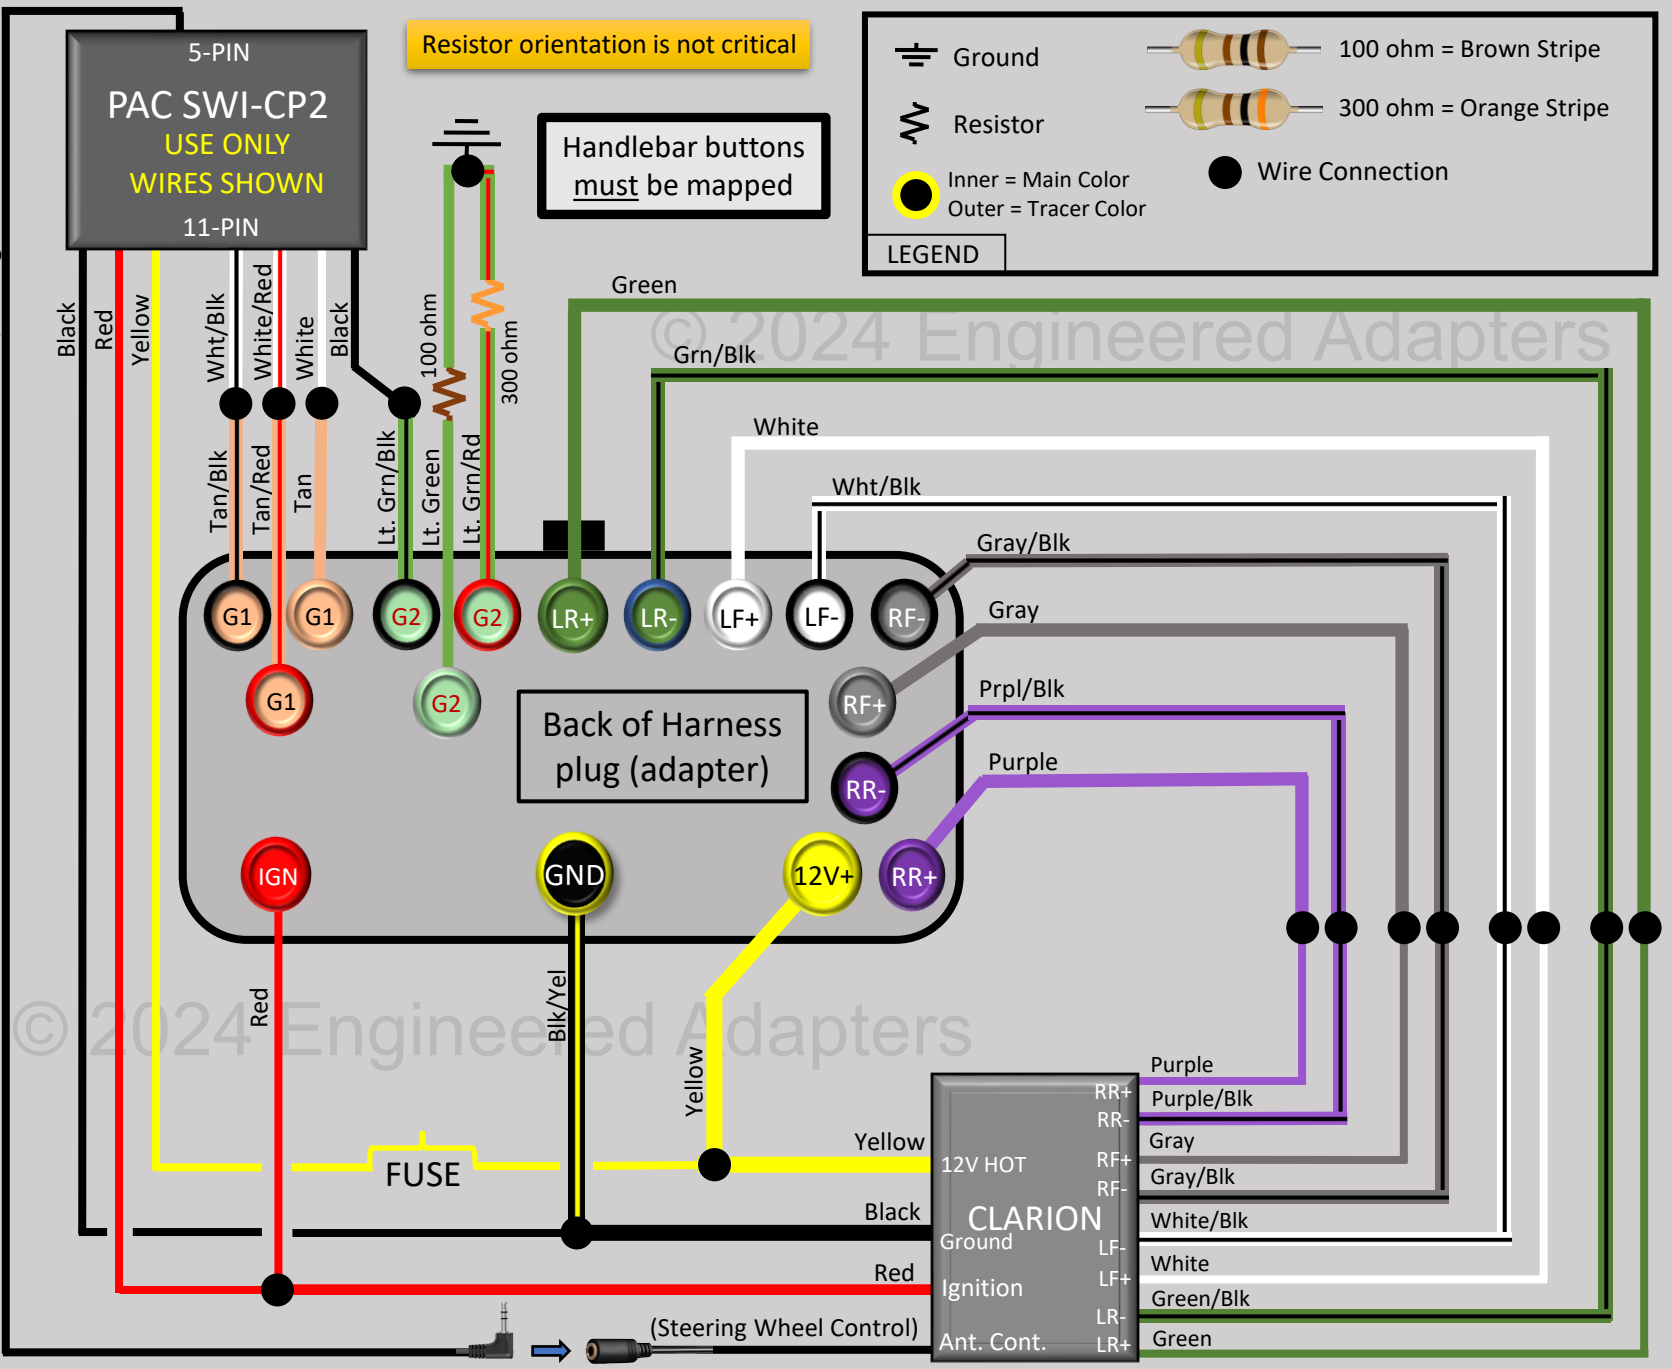 5-PIN
PAC SWI-CP2
USE ONLY
WIRES SHOWN
11-PIN
Resistor orientation is not critical
Handlebar buttons
must be mapped
Ground
Resistor
Inner = Main Color
Outer = Tracer Color
100 ohm = Brown Stripe
300 ohm = Orange Stripe
Wire Connection
LEGEND
Black
Red
Yellow
Wht/Blk
White/Red
White
Black
100 ohm
300 ohm
Tan/Blk
Tan/Red
Tan
Lt. Grn/Blk
Lt. Green
Lt. Grn/Rd
Green
© 2024 Engineered Adapters
Grn/Blk
White
Wht/Blk
Gray/Blk
Gray
Prpl/Blk
Purple
G1
G1
G2
G2
LR+
LR-
LF+
LF-
RF-
G1
G2
RF+
Back of Harness
plug (adapter)
RR-
IGN
GND
12V+
RR+
Red
Blk/Yel
Yellow
© 2024 Engineered Adapters
FUSE
Yellow
Black
Red
(Steering Wheel Control)
12V HOT
CLARION
Ground
Ignition
Ant. Cont.
RR+
RR-
RF+
RF-
LF-
LF+
LR-
LR+
Purple
Purple/Blk
Gray
Gray/Blk
White/Blk
White
Green/Blk
Green